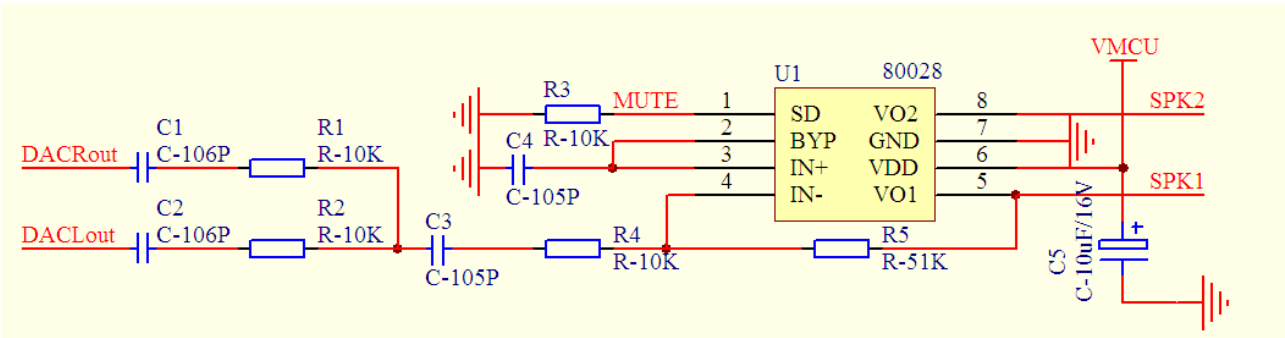 VMCU
U1 80028
R3 MUTE 1 SD VO2 8 SPK2
R-10K
C1 R1 C4 2 BYP GND 7
DACRout C-106P R-10K 3 IN+ VDD 6
C-105P 4 IN- VO1 5 SPK1
C2 R2 C3 R4 R5
DACLout C-106P R-10K R-10K R-51K
C-105P
C5
C-10uF/16V
+